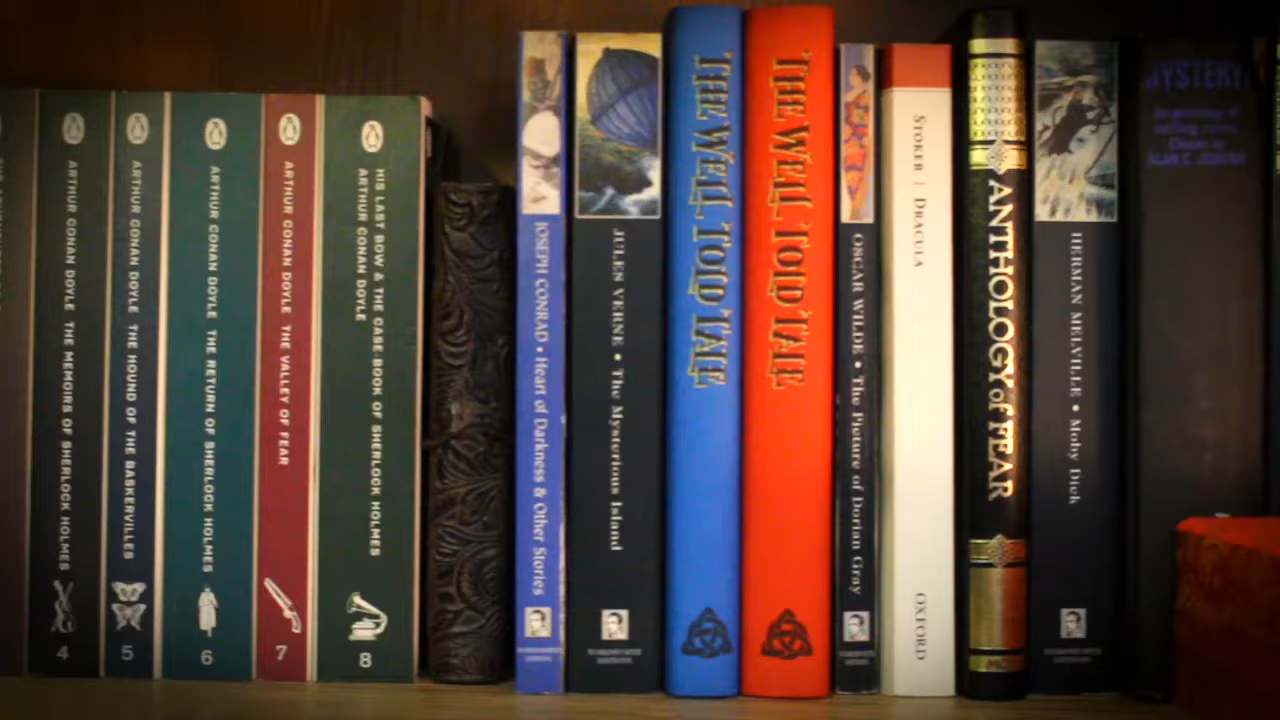 ARTHUR CONAN DOYLE THE MEMOIRS OF SHERLOCK HOLMES
4
ARTHUR CONAN DOYLE THE HOUND OF THE BASKERVILLES
5
ARTHUR CONAN DOYLE THE RETURN OF SHERLOCK HOLMES
6
ARTHUR CONAN DOYLE THE VALLEY OF FEAR
7
HIS LAST BOW & THE CASE-BOOK OF SHERLOCK HOLMES
ARTHUR CONAN DOYLE
8
JOSEPH CONRAD • Heart of Darkness & Other Stories
JULES VERNE • The Mysterious Island
THE WELL TOLD TALE
THE WELL TOLD TALE
OSCAR WILDE • The Picture of Dorian Gray
STOKER | DRACULA
OXFORD
ANTHOLOGY of FEAR
HERMAN MELVILLE • Moby Dick
MYSTERY